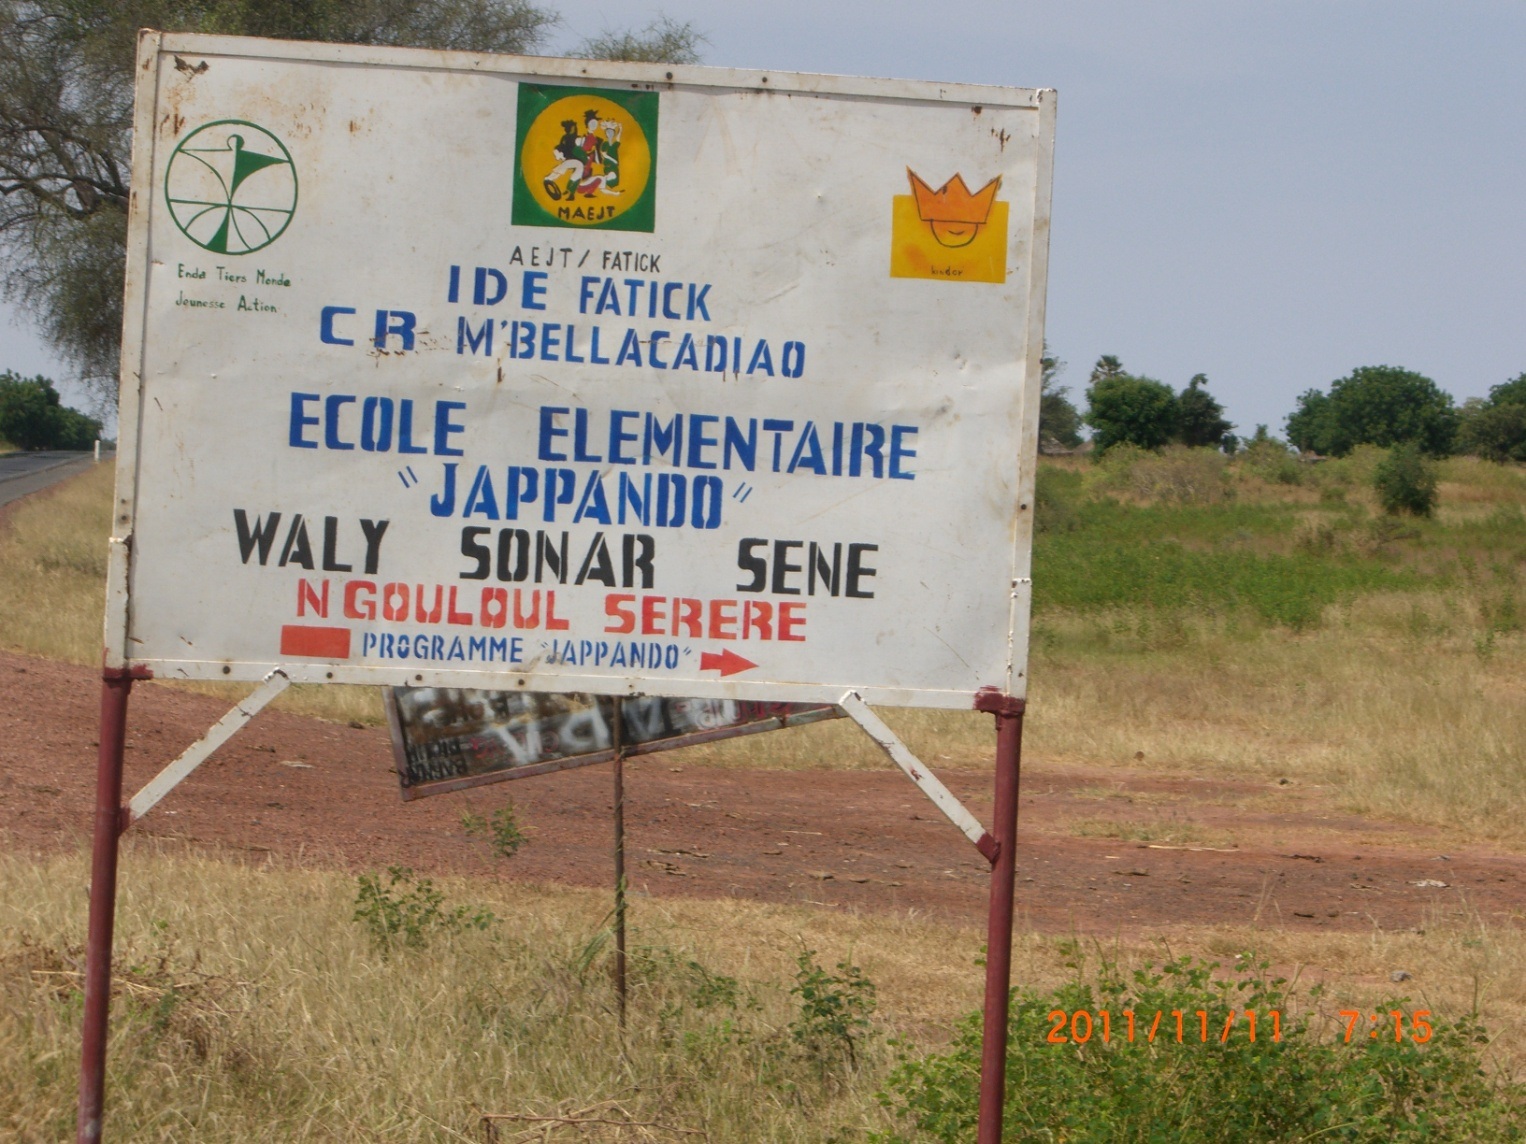 MAEJT
kinder
Enda Tiers Monde
Jeunesse Action
AEJT/ FATICK
IDE FATICK
CR M'BELLACADIAO
ECOLE ELEMENTAIRE
"JAPPANDO"
WALY SONAR SENE
NGOULOUL SERERE
PROGRAMME "JAPPANDO"
2011/11/11 7:15